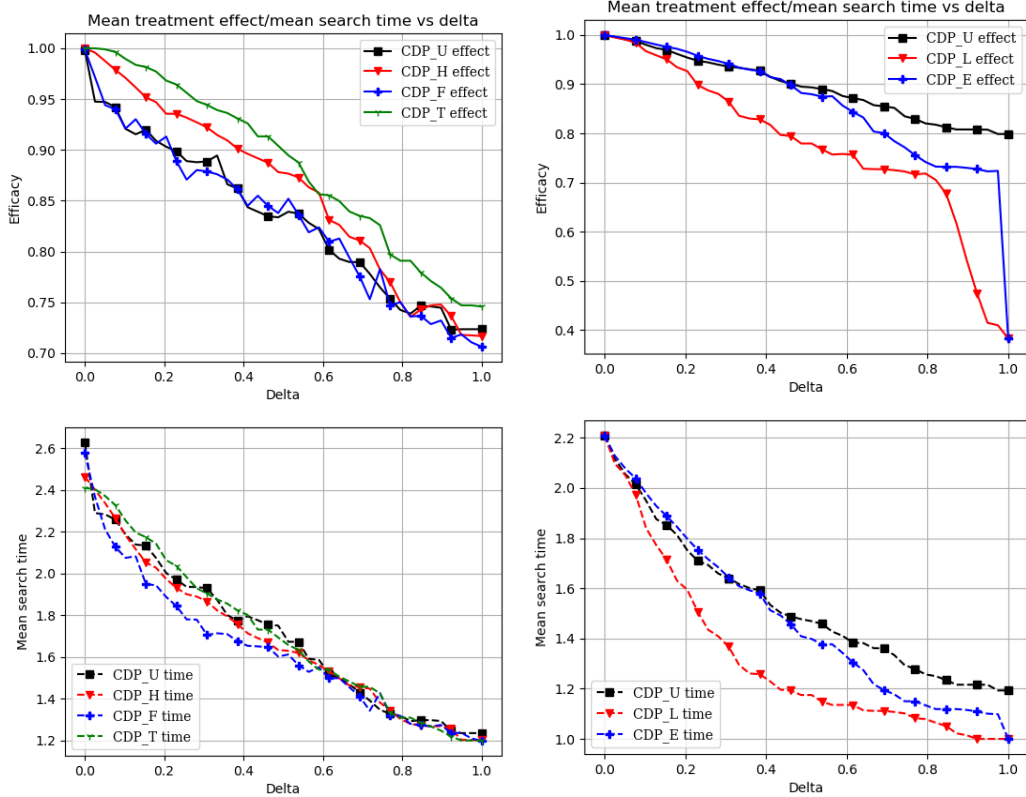 Mean treatment effect/mean search time vs delta
1.00
0.95
0.90
0.85
0.80
0.75
0.70
Efficacy
0.0
0.2
0.4
0.6
0.8
1.0
Delta
CDP_U effect
CDP_H effect
CDP_F effect
CDP_T effect
Mean treatment effect/mean search time vs delta
1.0
0.9
0.8
0.7
0.6
0.5
0.4
Efficacy
0.0
0.2
0.4
0.6
0.8
1.0
Delta
CDP_U effect
CDP_L effect
CDP_E effect
2.6
2.4
2.2
2.0
1.8
1.6
1.4
1.2
Mean search time
0.0
0.2
0.4
0.6
0.8
1.0
Delta
CDP_U time
CDP_H time
CDP_F time
CDP_T time
2.2
2.0
1.8
1.6
1.4
1.2
1.0
Mean search time
0.0
0.2
0.4
0.6
0.8
1.0
Delta
CDP_U time
CDP_L time
CDP_E time